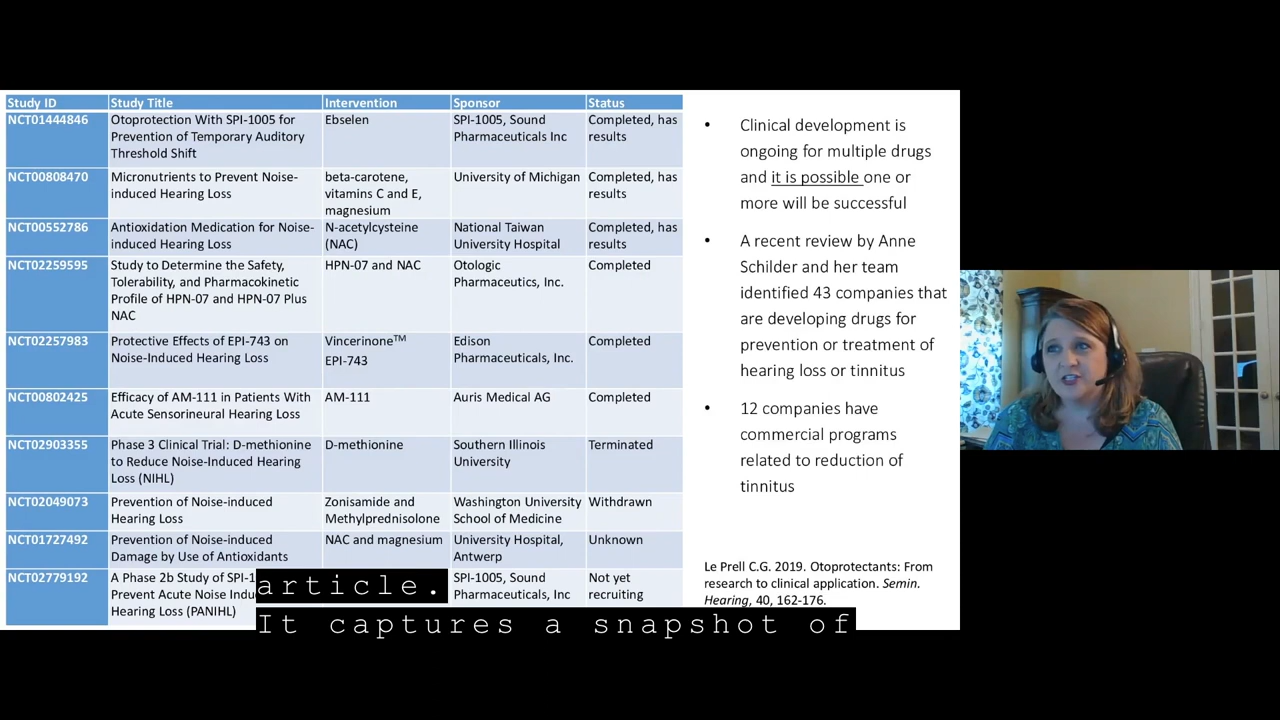 Study ID Study Title Intervention Sponsor Status
NCT01444846 Otoprotection With SPI-1005 for Ebselen SPI-1005, Sound Completed, has
Prevention of Temporary Auditory Pharmaceuticals Inc results
Threshold Shift
NCT00808470 Micronutrients to Prevent Noise- beta-carotene, University of Michigan Completed, has
induced Hearing Loss vitamins C and E, results
magnesium
NCT00552786 Antioxidation Medication for Noise- N-acetylcysteine National Taiwan Completed, has
induced Hearing Loss (NAC) University Hospital results
NCT02259595 Study to Determine the Safety, HPN-07 and NAC Otologic Completed
Tolerability, and Pharmacokinetic Pharmaceutics, Inc.
Profile of HPN-07 and HPN-07 Plus
NAC
NCT02257983 Protective Effects of EPI-743 on Vincerinone™ Edison Completed
Noise-Induced Hearing Loss EPI-743 Pharmaceuticals, Inc.
NCT00802425 Efficacy of AM-111 in Patients With AM-111 Auris Medical AG Completed
Acute Sensorineural Hearing Loss
NCT02903355 Phase 3 Clinical Trial: D-methionine D-methionine Southern Illinois Terminated
to Reduce Noise-Induced Hearing University
Loss (NIHL)
NCT02049073 Prevention of Noise-induced Zonisamide and Washington University Withdrawn
Hearing Loss Methylprednisolone School of Medicine
NCT01727492 Prevention of Noise-induced NAC and magnesium University Hospital, Unknown
Damage by Use of Antioxidants Antwerp
NCT02779192 A Phase 2b Study of SPI-1 SPI-1005, Sound Not yet
Prevent Acute Noise Indu Pharmaceuticals, Inc recruiting
Hearing Loss (PANIHL)
• Clinical development is
ongoing for multiple drugs
and it is possible one or
more will be successful
• A recent review by Anne
Schilder and her team
identified 43 companies that
are developing drugs for
prevention or treatment of
hearing loss or tinnitus
• 12 companies have
commercial programs
related to reduction of
tinnitus
Le Prell C.G. 2019. Otoprotectants: From
research to clinical application. Semin.
Hearing, 40, 162-176.
article.
It captures a snapshot of